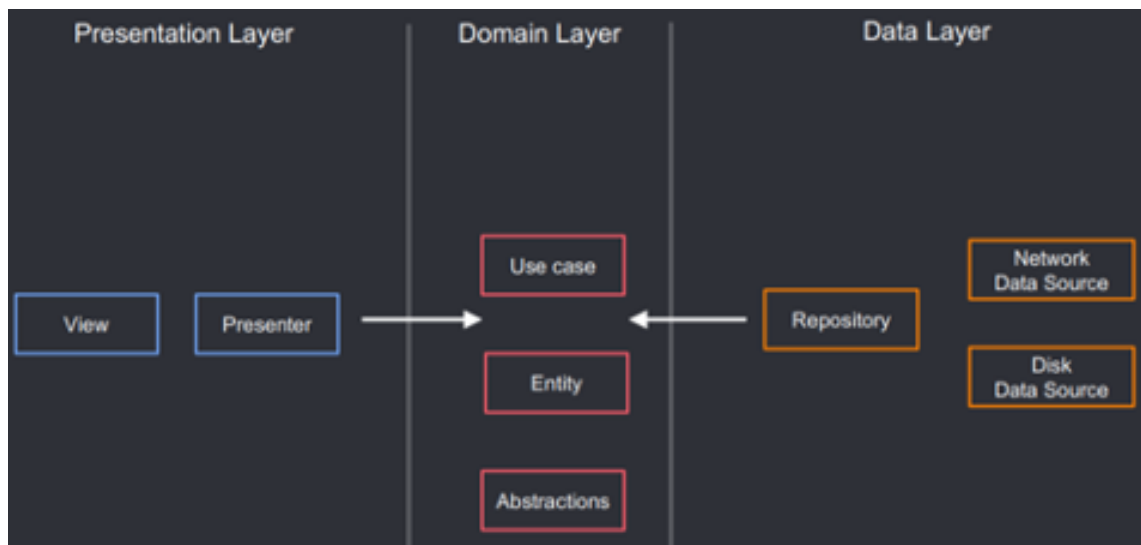 Presentation Layer
Domain Layer
Data Layer
View
Presenter
Use case
Entity
Abstractions
Repository
Network
Data Source
Disk
Data Source